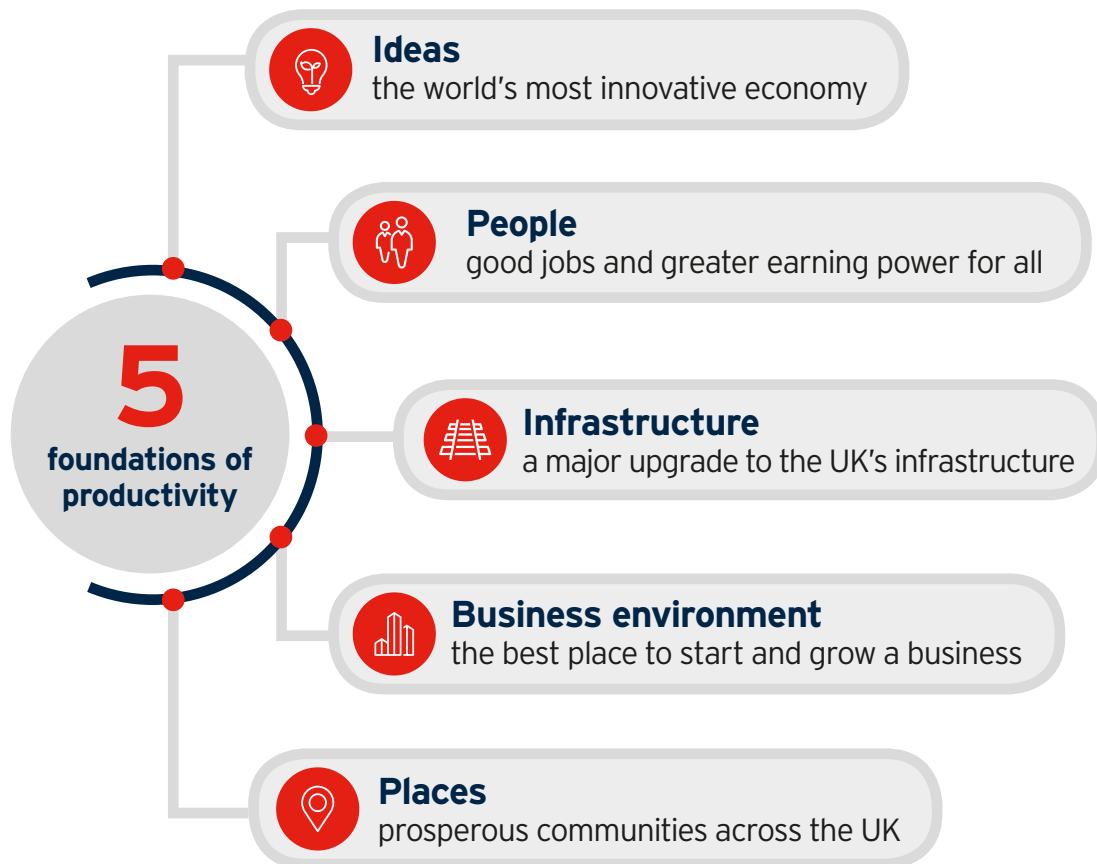 Ideas
the world's most innovative economy
People
good jobs and greater earning power for all
5
foundations of
productivity
Infrastructure
a major upgrade to the UK's infrastructure
Business environment
the best place to start and grow a business
Places
prosperous communities across the UK